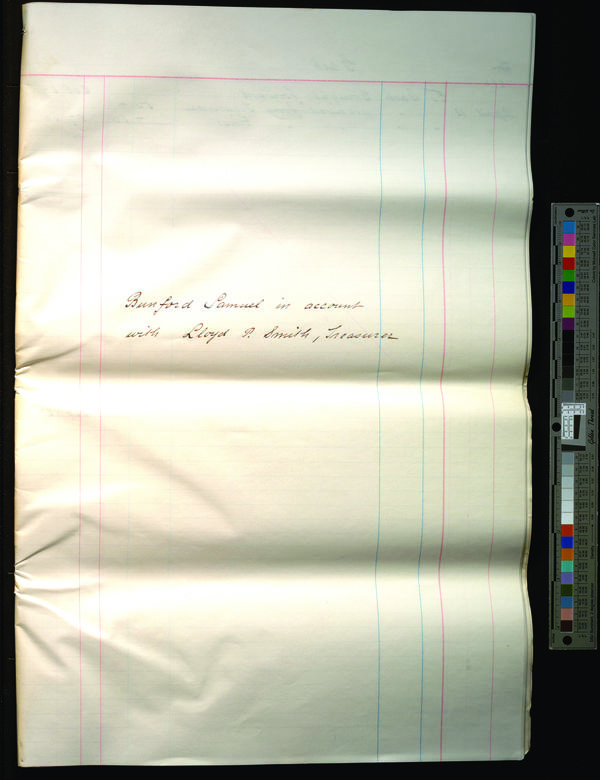 Bunford Samuel in account
with Lloyd P. Smith, Treasurer